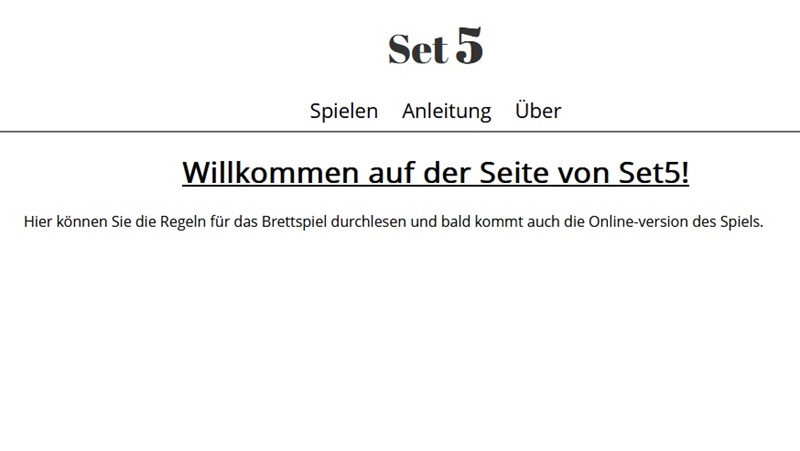 Set 5
Spielen Anleitung Über
Willkommen auf der Seite von Set5!
Hier können Sie die Regeln für das Brettspiel durchlesen und bald kommt auch die Online-version des Spiels.